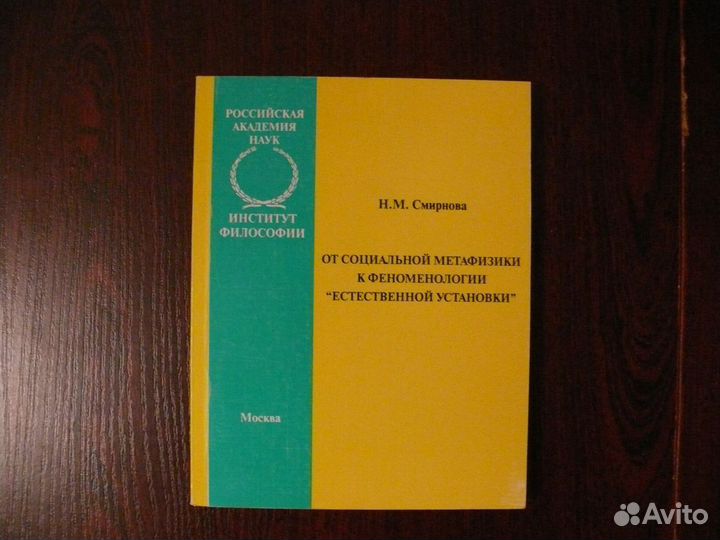 РОССИЙСКАЯ
АКАДЕМИЯ
НАУК
ИНСТИТУТ
ФИЛОСОФИИ
Москва
Н.М. Смирнова
ОТ СОЦИАЛЬНОЙ МЕТАФИЗИКИ
К ФЕНОМЕНОЛОГИИ
“ЕСТЕСТВЕННОЙ УСТАНОВКИ”
Avito